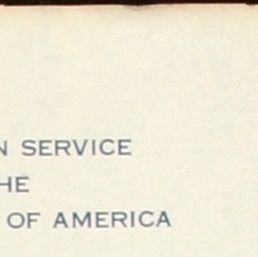 N SERVICE
HE
OF AMERICA